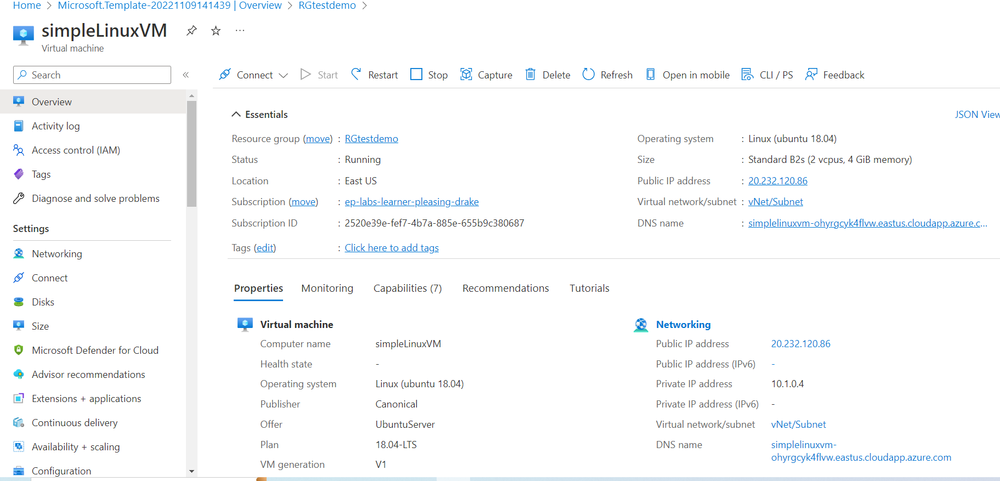 Home > Microsoft.Template-20221109141439 | Overview > RGtestdemo >
simpleLinuxVM
Virtual machine
Search
Connect Start Restart Stop Capture Delete Refresh Open in mobile CLI / PS Feedback
Overview
Activity log
Access control (IAM)
Tags
Diagnose and solve problems
Settings
Networking
Connect
Disks
Size
Microsoft Defender for Cloud
Advisor recommendations
Extensions + applications
Continuous delivery
Availability + scaling
Configuration
Essentials
JSON View
Resource group (move) : RGtestdemo
Status : Running
Location : East US
Subscription (move) : ep-labs-learner-pleasing-drake
Subscription ID : 2520e39e-fef7-4b7a-885e-655b9c380687
Tags (edit) : Click here to add tags
Operating system : Linux (ubuntu 18.04)
Size : Standard B2s (2 vcpus, 4 GiB memory)
Public IP address : 20.232.120.86
Virtual network/subnet : vNet/Subnet
DNS name : simplelinuxvm-ohyrgcyk4flvw.eastus.cloudapp.azure.c...
Properties Monitoring Capabilities (7) Recommendations Tutorials
Virtual machine
Computer name simpleLinuxVM
Health state -
Operating system Linux (ubuntu 18.04)
Publisher Canonical
Offer UbuntuServer
Plan 18.04-LTS
VM generation V1
Networking
Public IP address 20.232.120.86
Public IP address (IPv6) -
Private IP address 10.1.0.4
Private IP address (IPv6) -
Virtual network/subnet vNet/Subnet
DNS name simplelinuxvm-
ohyrgcyk4flvw.eastus.cloudapp.azure.com